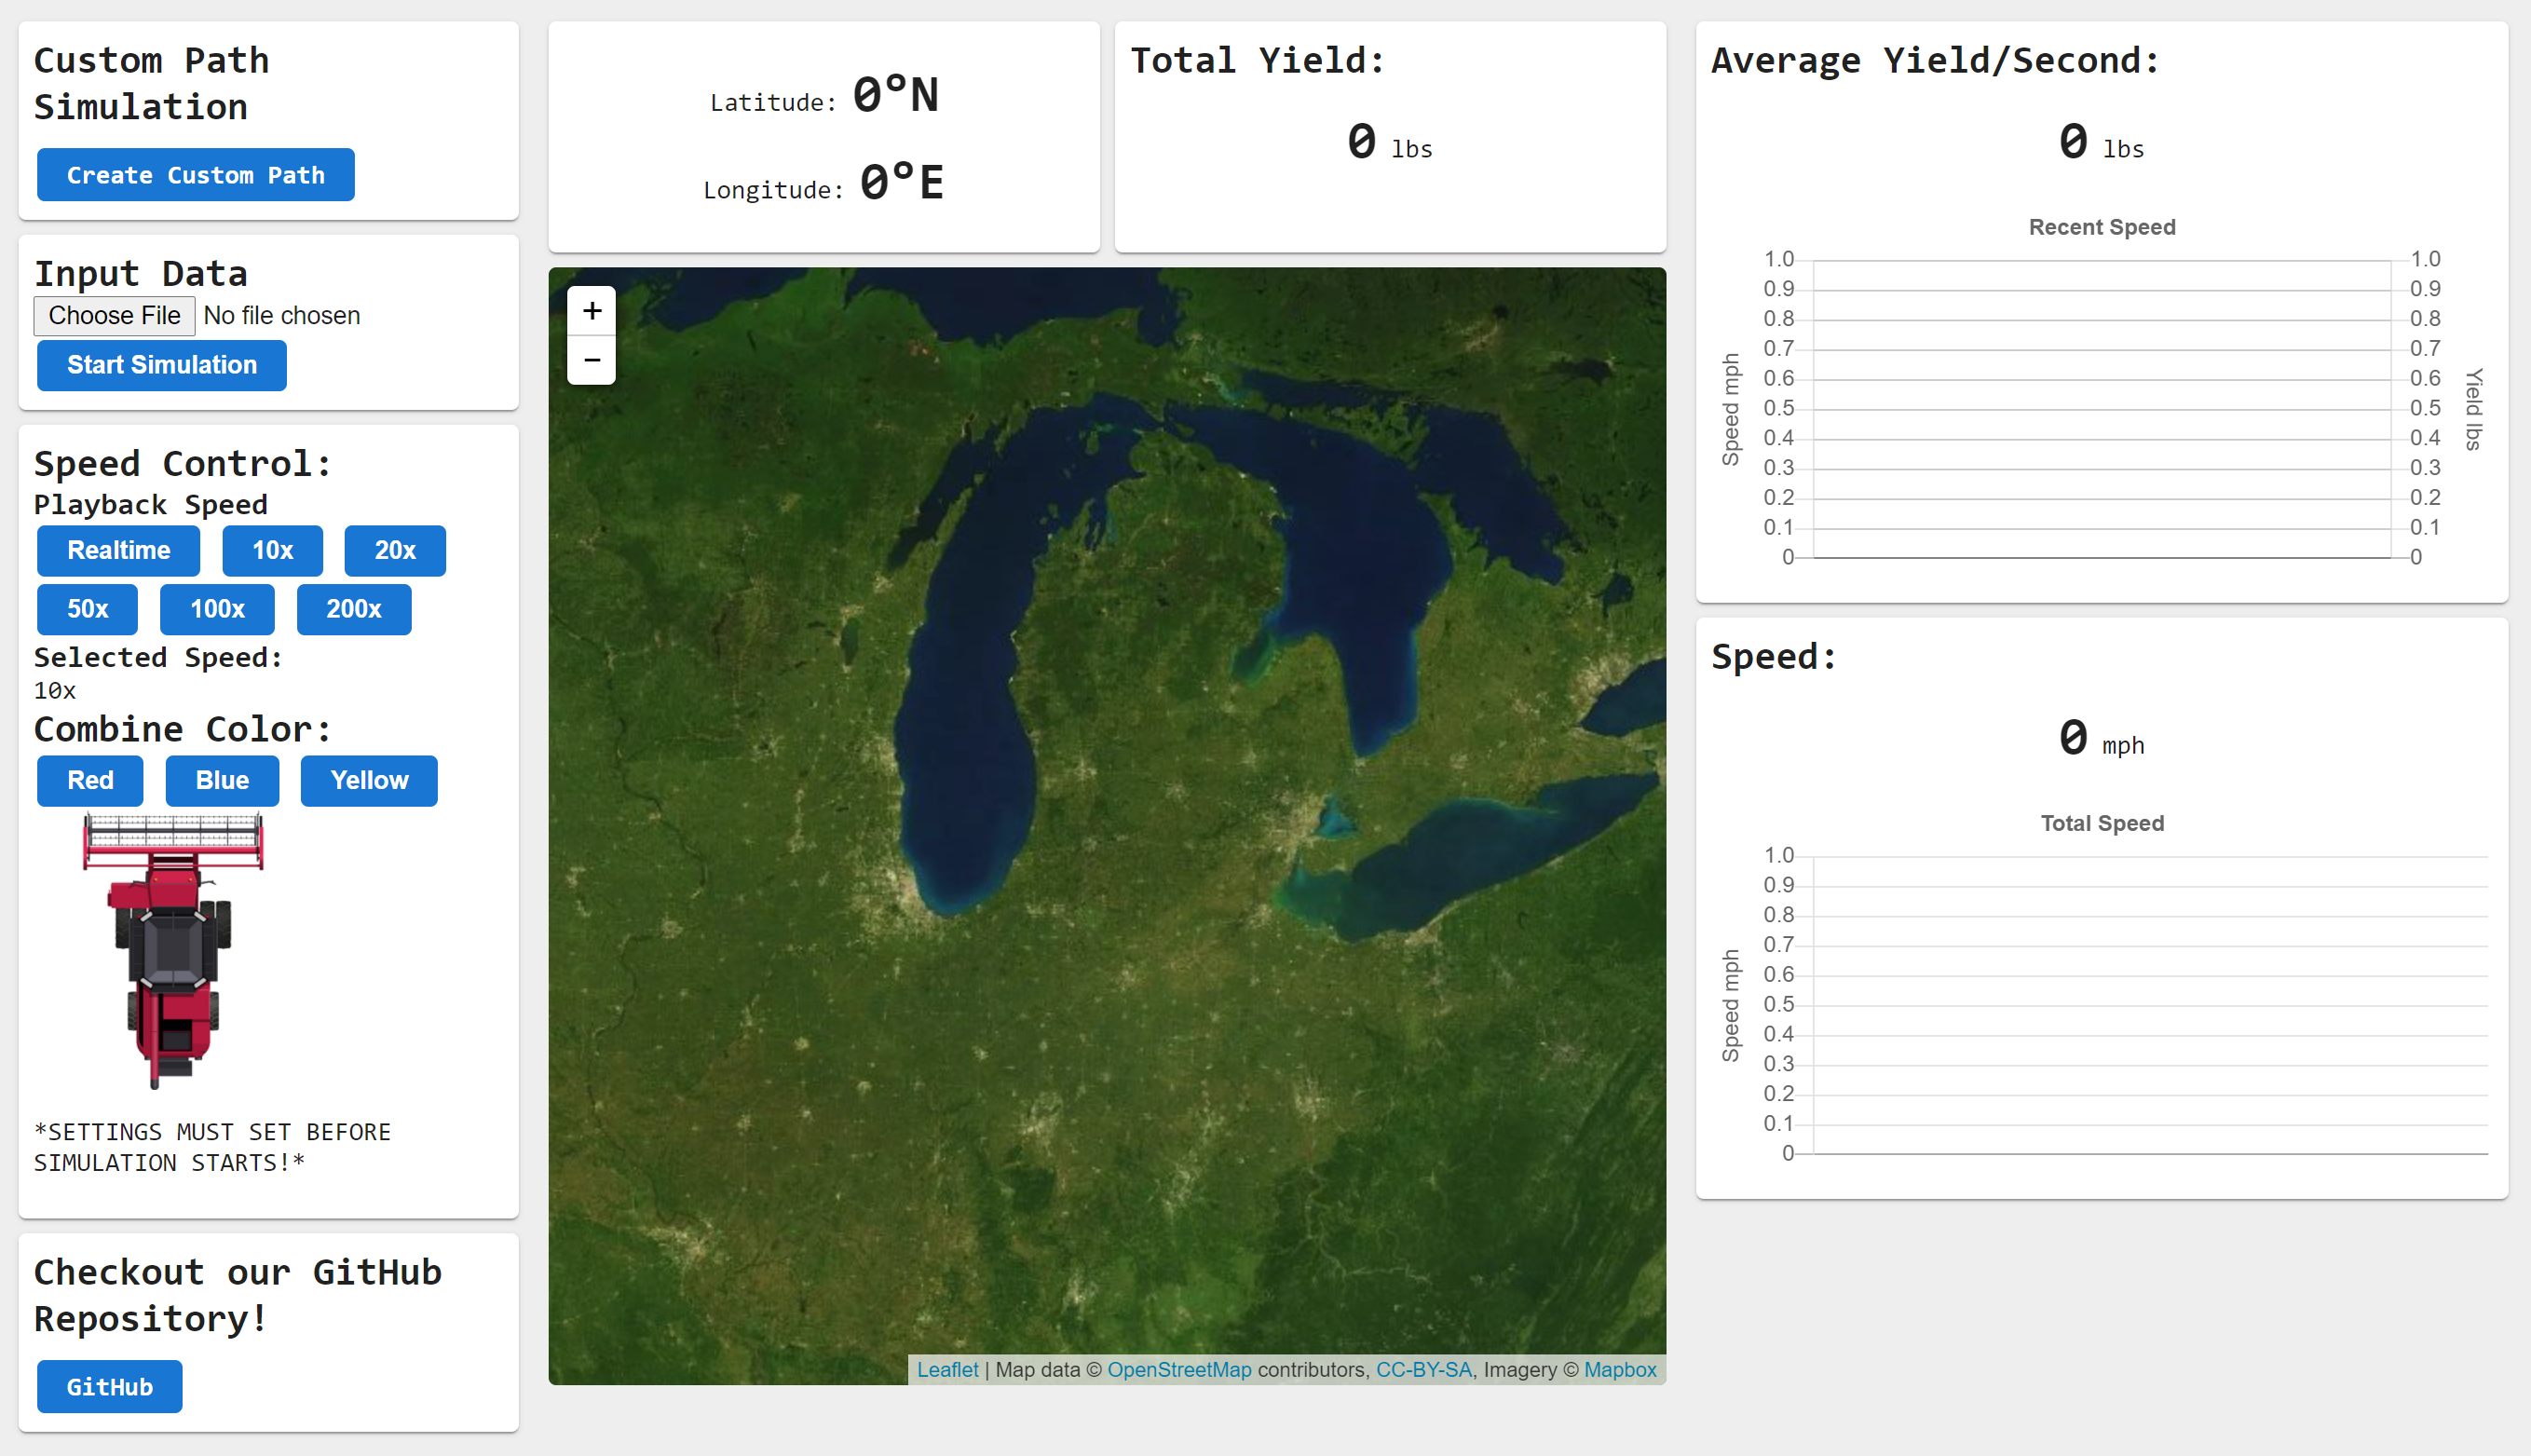 Custom Path
Simulation
Create Custom Path
Input Data
Choose File No file chosen
Start Simulation
Speed Control:
Playback Speed
Realtime 10x 20x
50x 100x 200x
Selected Speed:
10x
Combine Color:
Red Blue Yellow
*SETTINGS MUST SET BEFORE
SIMULATION STARTS!*
Checkout our GitHub
Repository!
GitHub
Latitude: 0°N
Longitude: 0°E
Total Yield:
0 lbs
+
−
Leaflet | Map data © OpenStreetMap contributors, CC-BY-SA, Imagery © Mapbox
Average Yield/Second:
0 lbs
Recent Speed
Speed mph
1.0
0.9
0.8
0.7
0.6
0.5
0.4
0.3
0.2
0.1
0
1.0
0.9
0.8
0.7
0.6
0.5
0.4
0.3
0.2
0.1
0
Yield lbs
Speed:
0 mph
Total Speed
Speed mph
1.0
0.9
0.8
0.7
0.6
0.5
0.4
0.3
0.2
0.1
0